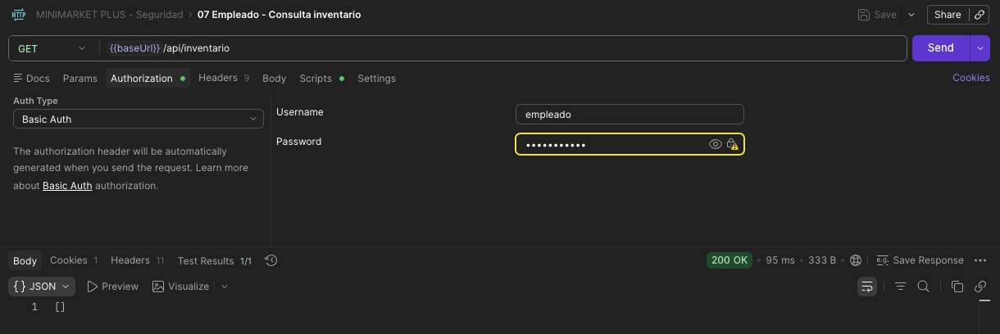 HTTP MINIMARKET PLUS - Seguridad > 07 Empleado - Consulta inventario Save Share
GET {{baseUrl}} /api/inventario Send
Docs Params Authorization Headers 9 Body Scripts Settings Cookies
Auth Type
Basic Auth
The authorization header will be automatically
generated when you send the request. Learn more
about Basic Auth authorization.
Username empleado
Password •••••••••••
Body Cookies 1 Headers 11 Test Results 1/1 200 OK • 95 ms • 333 B • e.g. Save Response
{} JSON Preview Visualize
1 []